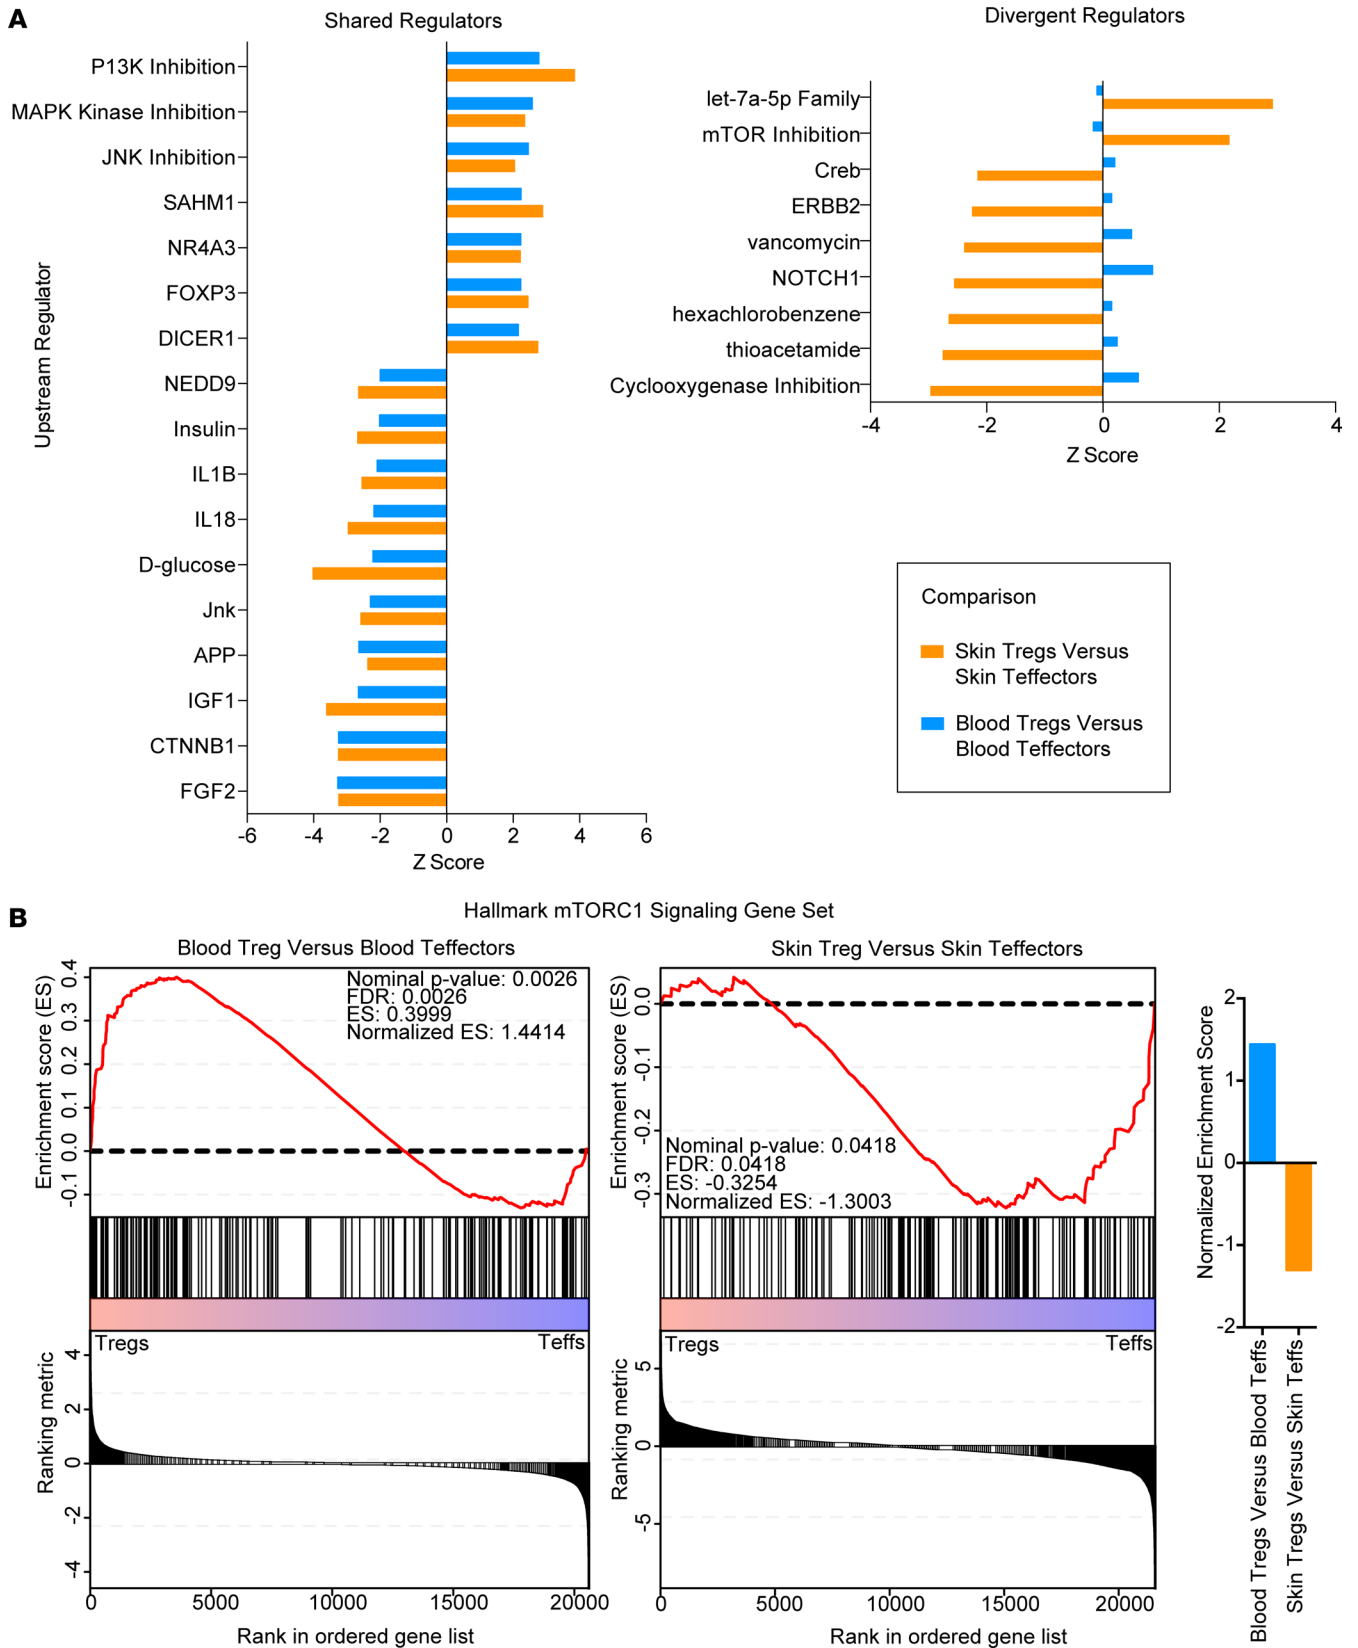 A
Shared Regulators
Upstream Regulator
P13K Inhibition
MAPK Kinase Inhibition
JNK Inhibition
SAHM1
NR4A3
FOXP3
DICER1
NEDD9
Insulin
IL1B
IL18
D-glucose
Jnk
APP
IGF1
CTNNB1
FGF2
-6 -4 -2 0 2 4 6
Z Score
Divergent Regulators
let-7a-5p Family
mTOR Inhibition
Creb
ERBB2
vancomycin
NOTCH1
hexachlorobenzene
thioacetamide
Cyclooxygenase Inhibition
-4 -2 0 2 4
Z Score
Comparison
Skin Tregs Versus
Skin Teffectors
Blood Tregs Versus
Blood Teffectors
B
Hallmark mTORC1 Signaling Gene Set
Blood Treg Versus Blood Teffectors
Enrichment score (ES)
0.4
0.3
0.2
0.1
0.0
-0.1
Nominal p-value: 0.0026
FDR: 0.0026
ES: 0.3999
Normalized ES: 1.4414
Tregs Teffs
Ranking metric
4
2
0
-2
-4
0 5000 10000 15000 20000
Rank in ordered gene list
Skin Treg Versus Skin Teffectors
Enrichment score (ES)
0.0
-0.1
-0.2
-0.3
Nominal p-value: 0.0418
FDR: 0.0418
ES: -0.3254
Normalized ES: -1.3003
Tregs Teffs
Ranking metric
5
0
-5
0 5000 10000 15000 20000
Rank in ordered gene list
Normalized Enrichment Score
2
1
0
-1
-2
Blood Tregs Versus Blood Teffs
Skin Tregs Versus Skin Teffs